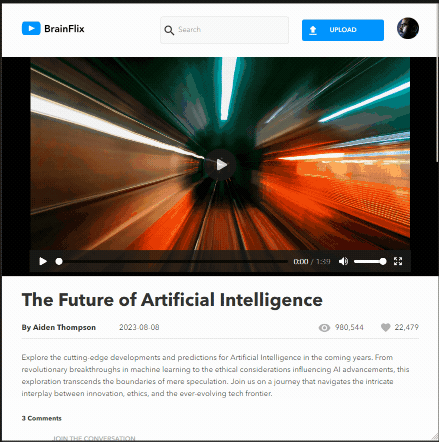 BrainFlix
Search
UPLOAD
0:00 / 1:39
The Future of Artificial Intelligence
By Aiden Thompson 2023-08-08 980,544 22,479
Explore the cutting-edge developments and predictions for Artificial Intelligence in the coming years. From
revolutionary breakthroughs in machine learning to the ethical considerations influencing AI advancements, this
exploration transcends the boundaries of mere speculation. Join us on a journey that navigates the intricate
interplay between innovation, ethics, and the ever-evolving tech frontier.
3 Comments
JOIN THE CONVERSATION